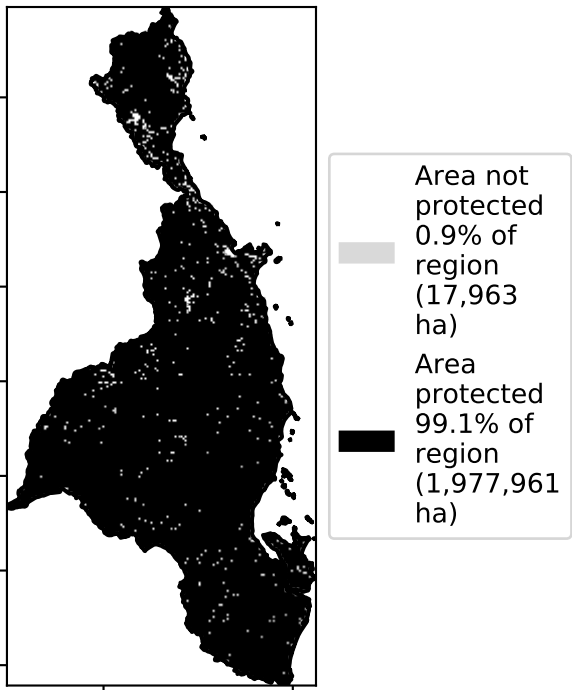 Area not
protected
0.9% of
region
(17,963
ha)
Area
protected
99.1% of
region
(1,977,961
ha)